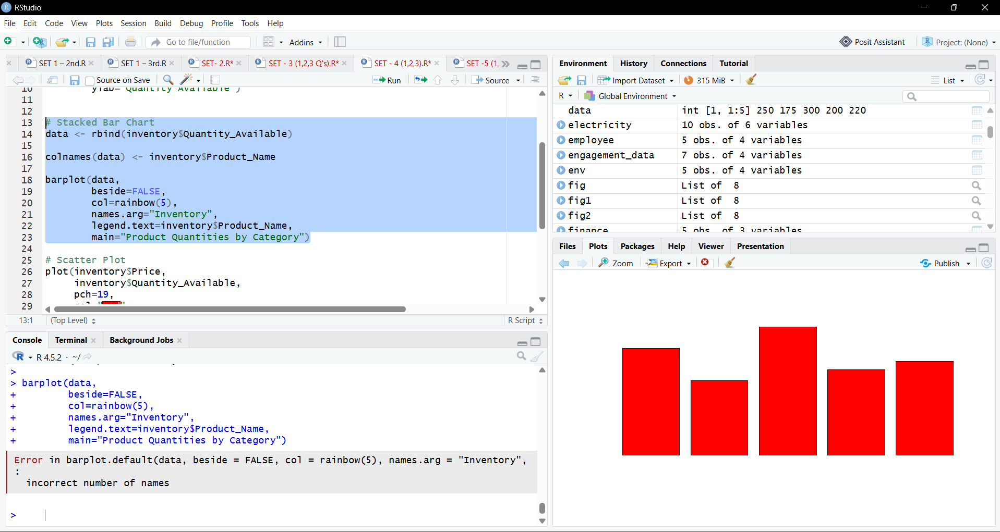 RStudio
File Edit Code View Plots Session Build Debug Profile Tools Help
Go to file/function Addins Posit Assistant Project: (None)
SET 1 – 2nd.R SET 1 – 3rd.R SET- 2.R* SET - 3 (1,2,3 Q's).R* SET - 4 (1,2,3).R* SET -5 (1,
Source on Save Run Source
10 ylab="Quantity Available")
11
12
13 # Stacked Bar Chart
14 data <- rbind(inventory$Quantity_Available)
15
16 colnames(data) <- inventory$Product_Name
17
18 barplot(data,
19 beside=FALSE,
20 col=rainbow(5),
21 names.arg="Inventory",
22 legend.text=inventory$Product_Name,
23 main="Product Quantities by Category")
24
25 # Scatter Plot
26 plot(inventory$Price,
27 inventory$Quantity_Available,
28 pch=19,
29
13:1 (Top Level) R Script
Console Terminal Background Jobs
R 4.5.2 · ~/
>
> barplot(data,
+ beside=FALSE,
+ col=rainbow(5),
+ names.arg="Inventory",
+ legend.text=inventory$Product_Name,
+ main="Product Quantities by Category")
Error in barplot.default(data, beside = FALSE, col = rainbow(5), names.arg = "Inventory",
:
incorrect number of names
>
Environment History Connections Tutorial
Import Dataset 315 MiB List
R Global Environment
data int [1, 1:5] 250 175 300 200 220
electricity 10 obs. of 6 variables
employee 5 obs. of 4 variables
engagement_data 7 obs. of 4 variables
env 5 obs. of 4 variables
fig List of 8
fig1 List of 8
fig2 List of 8
finance 5 obs. of 3 variables
Files Plots Packages Help Viewer Presentation
Zoom Export Publish